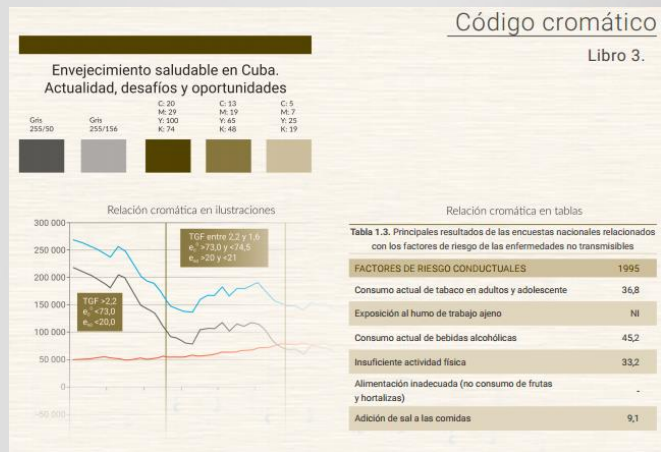 Código cromático
Libro 3.
Envejecimiento saludable en Cuba.
Actualidad, desafíos y oportunidades
Gris
255/50
Gris
255/156
C: 20
M: 29
Y: 100
K: 74
C: 13
M: 19
Y: 65
K: 48
C: 5
M: 7
Y: 25
K: 19
Relación cromática en ilustraciones
300 000
250 000
200 000
150 000
100 000
50 000
0
-50 000
TGF >2,2
e₀⁰ <73,0
e₆₀ <20,0
TGF entre 2,2 y 1,6
e₀⁰ >73,0 y <74,5
e₆₀ >20 y <21
Relación cromática en tablas
Tabla 1.3. Principales resultados de las encuestas nacionales relacionados
con los factores de riesgo de las enfermedades no transmisibles
FACTORES DE RIESGO CONDUCTUALES 1995
Consumo actual de tabaco en adultos y adolescente 36,8
Exposición al humo de trabajo ajeno NI
Consumo actual de bebidas alcohólicas 45,2
Insuficiente actividad física 33,2
Alimentación inadecuada (no consumo de frutas
y hortalizas) -
Adición de sal a las comidas 9,1